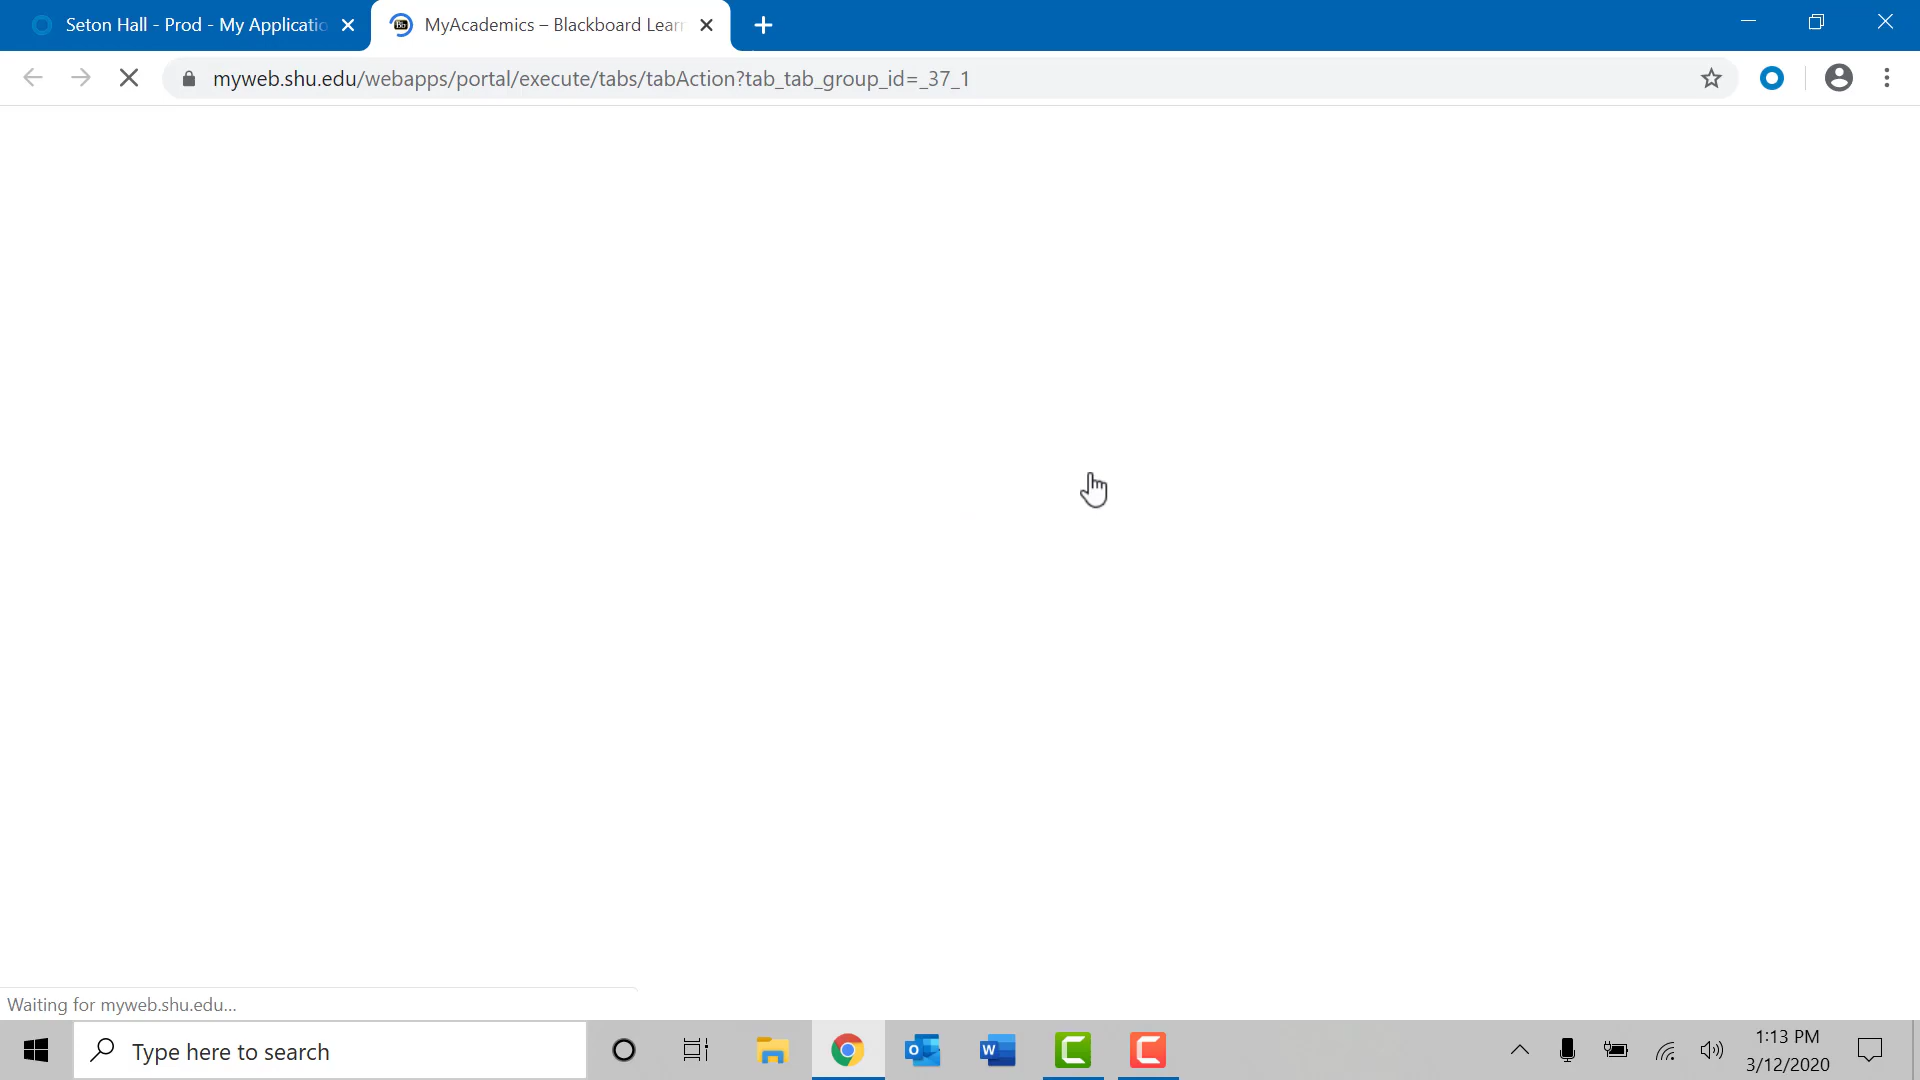 Seton Hall - Prod - My Applicatio
MyAcademics – Blackboard Lear
myweb.shu.edu/webapps/portal/execute/tabs/tabAction?tab_tab_group_id=_37_1
Waiting for myweb.shu.edu...
Type here to search
1:13 PM
3/12/2020